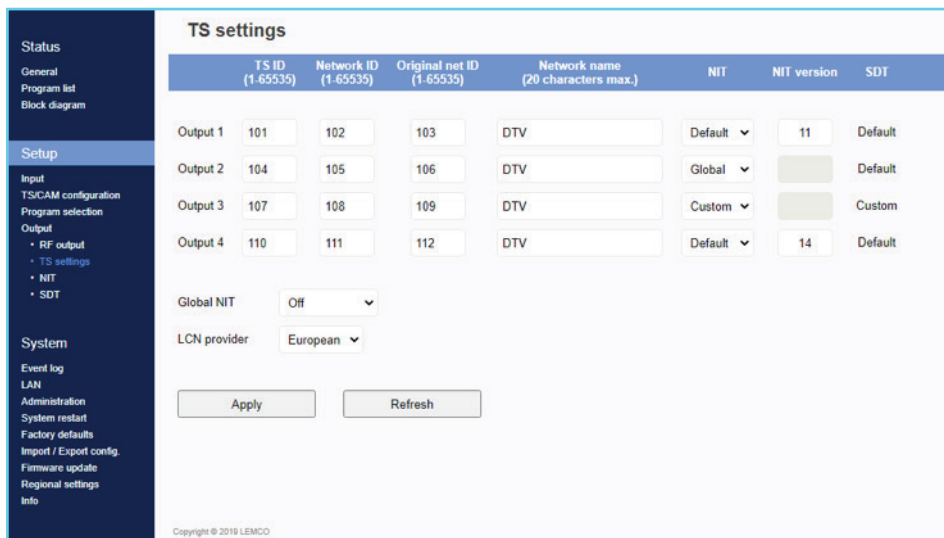 Status
General
Program list
Block diagram
Setup
Input
TS/CAM configuration
Program selection
Output
• RF output
• TS settings
• NIT
• SDT
System
Event log
LAN
Administration
System restart
Factory defaults
Import / Export config.
Firmware update
Regional settings
Info
TS settings
TS ID (1-65535) Network ID (1-65535) Original net ID (1-65535) Network name (20 characters max.) NIT NIT version SDT
Output 1 101 102 103 DTV Default 11 Default
Output 2 104 105 106 DTV Global Default
Output 3 107 108 109 DTV Custom Custom
Output 4 110 111 112 DTV Default 14 Default
Global NIT Off
LCN provider European
Apply Refresh
Copyright © 2019 LEMCO